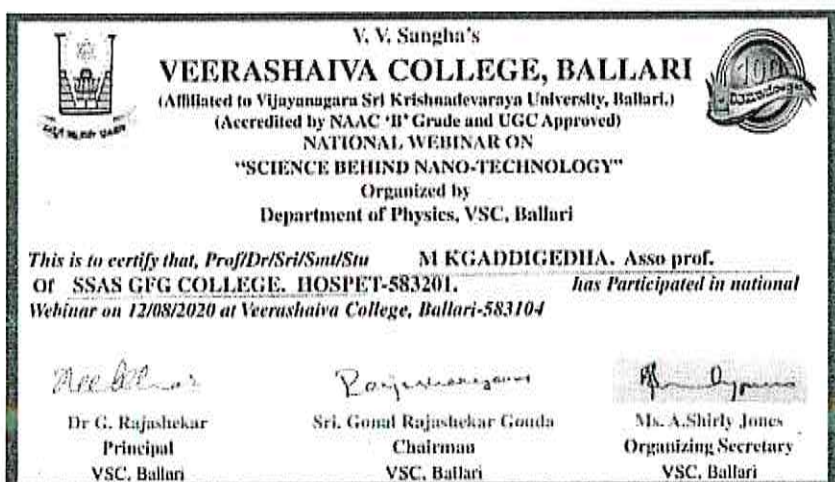 V. V. Sangha's
VEERASHAIVA COLLEGE, BALLARI
(Affiliated to Vijayanagara Sri Krishnadevaraya University, Ballari.)
(Accredited by NAAC 'B' Grade and UGC Approved)
NATIONAL WEBINAR ON
"SCIENCE BEHIND NANO-TECHNOLOGY"
Organized by
Department of Physics, VSC, Ballari
100
This is to certify that, Prof/Dr/Sri/Smt/Stu M KGADDIGEDHA. Asso prof.
Of SSAS GFG COLLEGE. HOSPET-583201. has Participated in national
Webinar on 12/08/2020 at Veerashaiva College, Ballari-583104
Dr G. Rajashekar Sri. Gonal Rajashekar Gouda Ms. A.Shirly Jones
Principal Chairman Organizing Secretary
VSC, Ballari VSC, Ballari VSC, Ballari